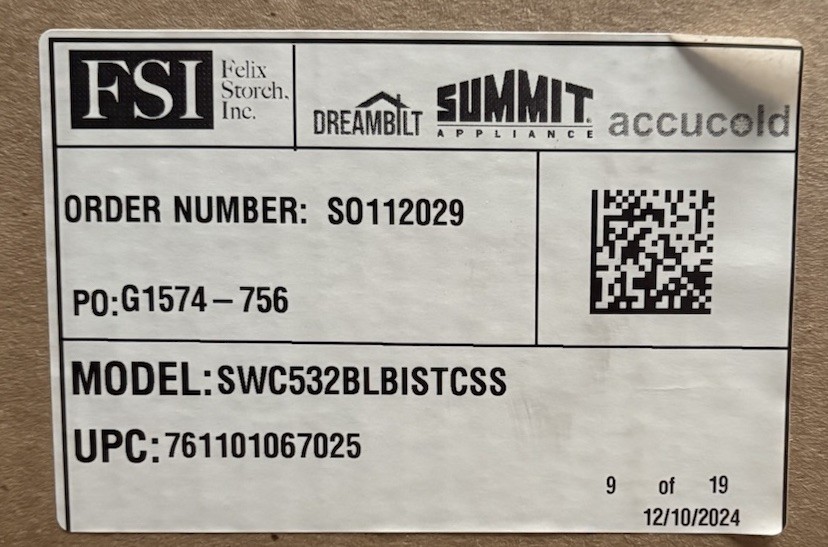 FSI Felix
Storch,
Inc.
DREAMBILT SUMMIT accucold
APPLIANCE
ORDER NUMBER: SO112029
PO:G1574-756
MODEL:SWC532BLBISTCSS
UPC:761101067025
9 of 19
12/10/2024